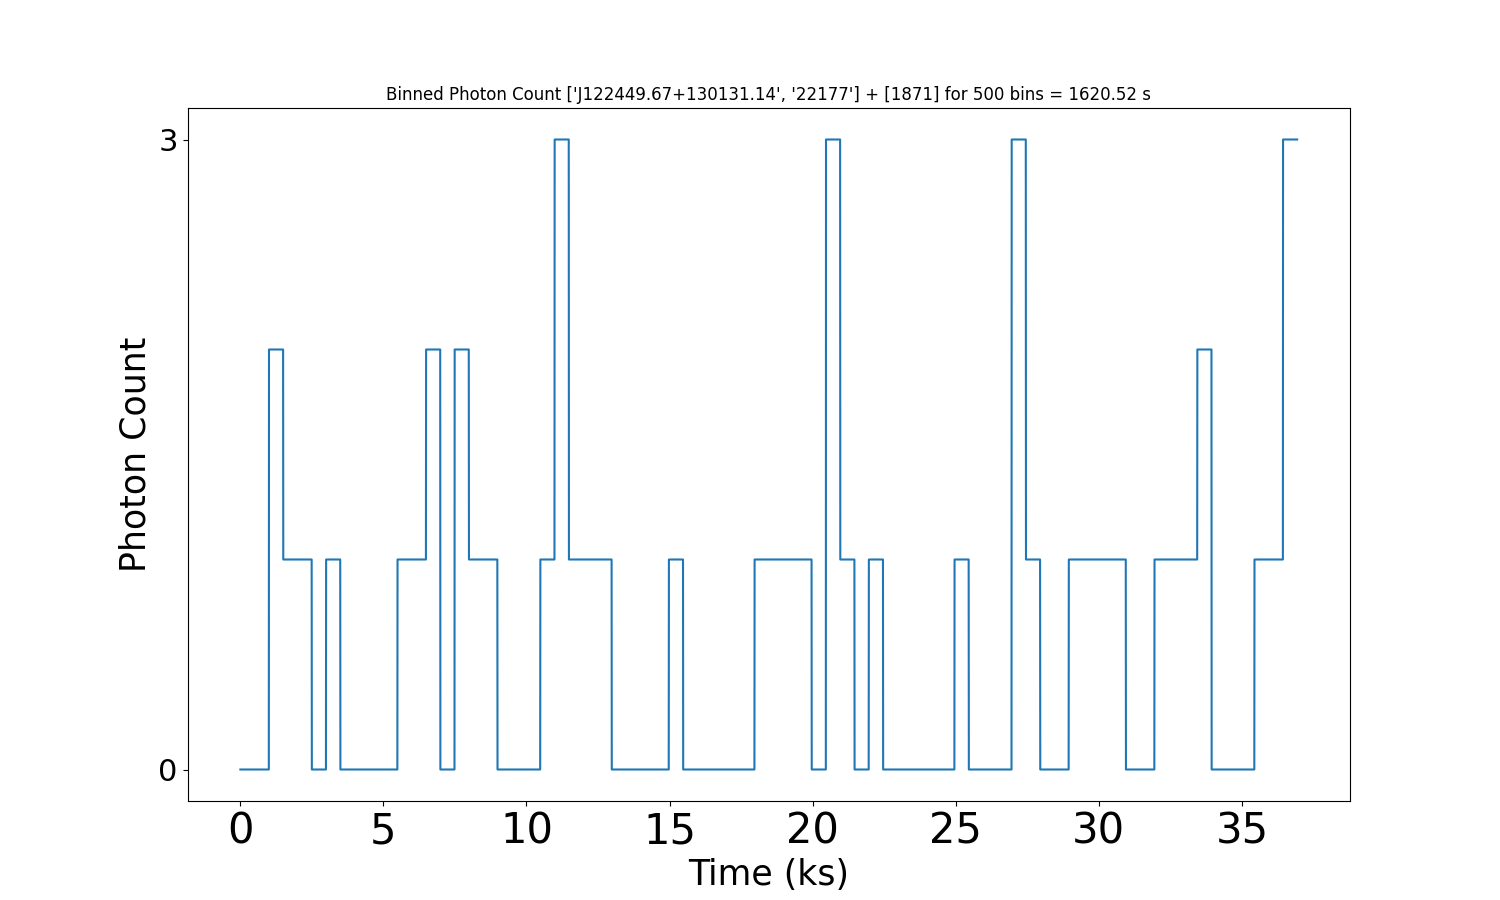 Binned Photon Count ['J122449.67+130131.14', '22177'] + [1871] for 500 bins = 1620.52 s
3
Photon Count
0
0 5 10 15 20 25 30 35
Time (ks)